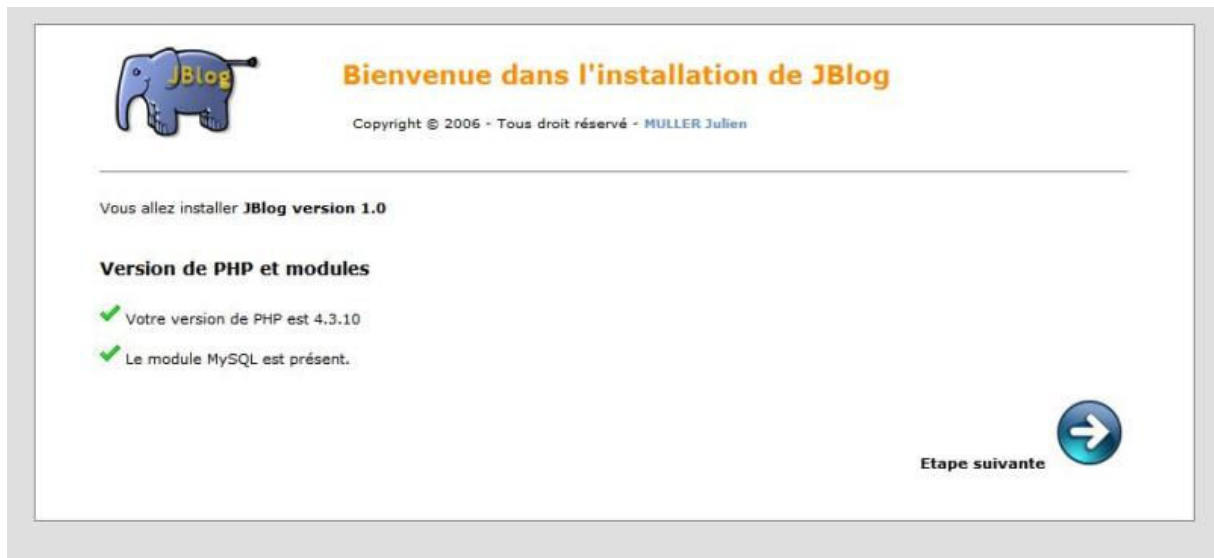 JBlog
Bienvenue dans l'installation de JBlog
Copyright © 2006 - Tous droit réservé - MULLER Julien
Vous allez installer JBlog version 1.0
Version de PHP et modules
Votre version de PHP est 4.3.10
Le module MySQL est présent.
Etape suivante